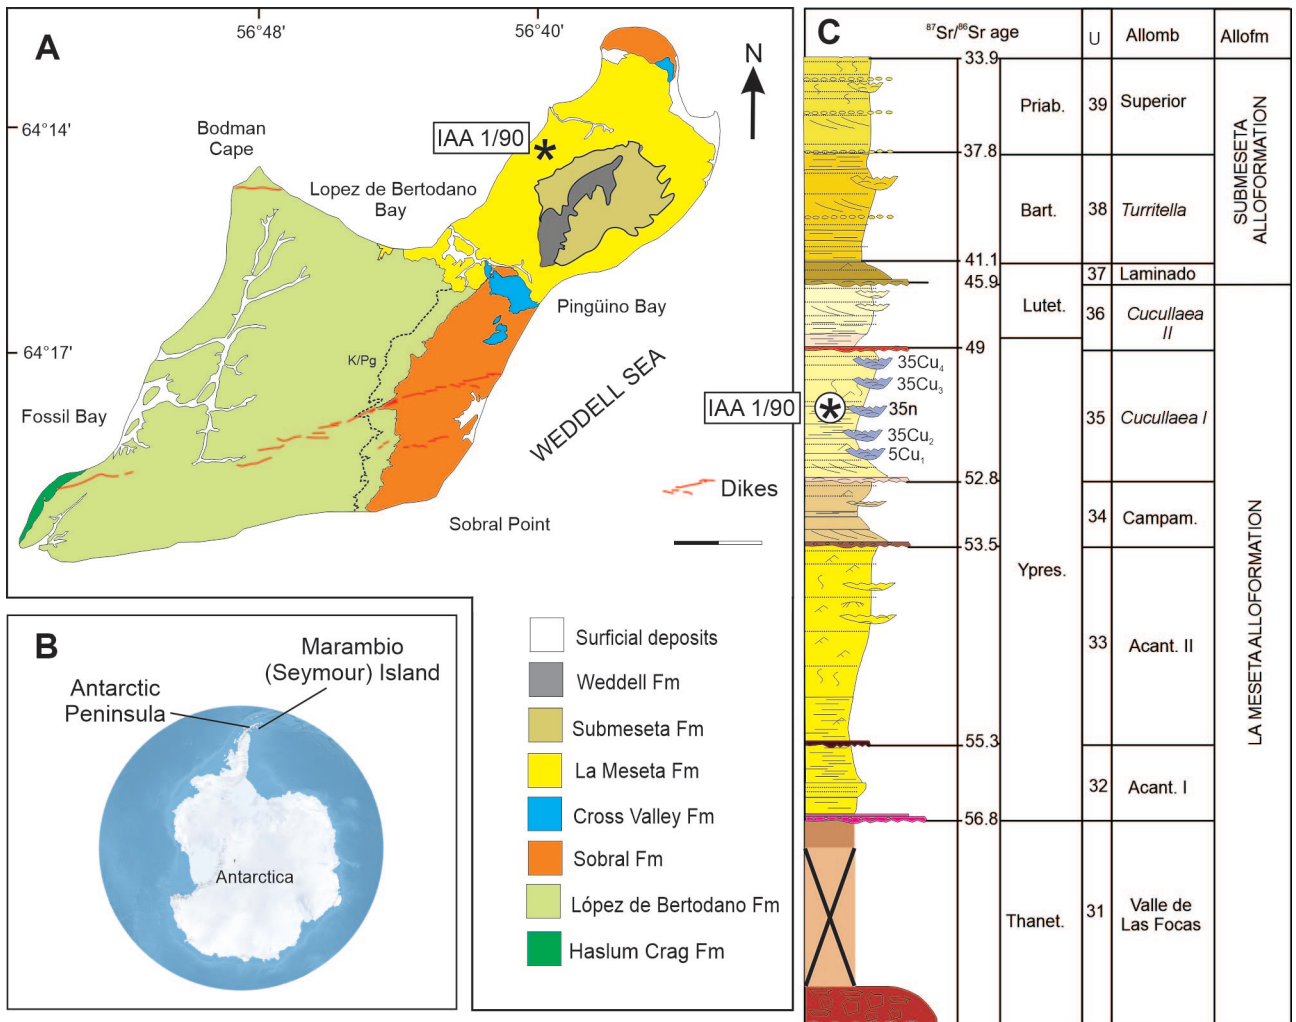 A
56°48'
56°40'
N
64°14'
Bodman
Cape
IAA 1/90
Lopez de Bertodano
Bay
Pingüino Bay
64°17'
K/Pg
WEDDELL SEA
Fossil Bay
Dikes
Sobral Point
B
Marambio
(Seymour) Island
Antarctic
Peninsula
Antarctica
Surficial deposits
Weddell Fm
Submeseta Fm
La Meseta Fm
Cross Valley Fm
Sobral Fm
López de Bertodano Fm
Haslum Crag Fm
C
⁸⁷Sr/⁸⁶Sr age
U
Allomb
Allofm
33.9
Priab.
39
Superior
37.8
Bart.
38
Turritella
41.1
37
Laminado
45.9
SUBMESETA
ALLOFORMATION
Lutet.
36
Cucullaea
II
49
35Cu₄
35Cu₃
IAA 1/90
35n
35Cu₂
5Cu₁
35
Cucullaea I
52.8
34
Campam.
53.5
Ypres.
33
Acant. II
55.3
32
Acant. I
56.8
LA MESETA ALLOFORMATION
Thanet.
31
Valle de
Las Focas